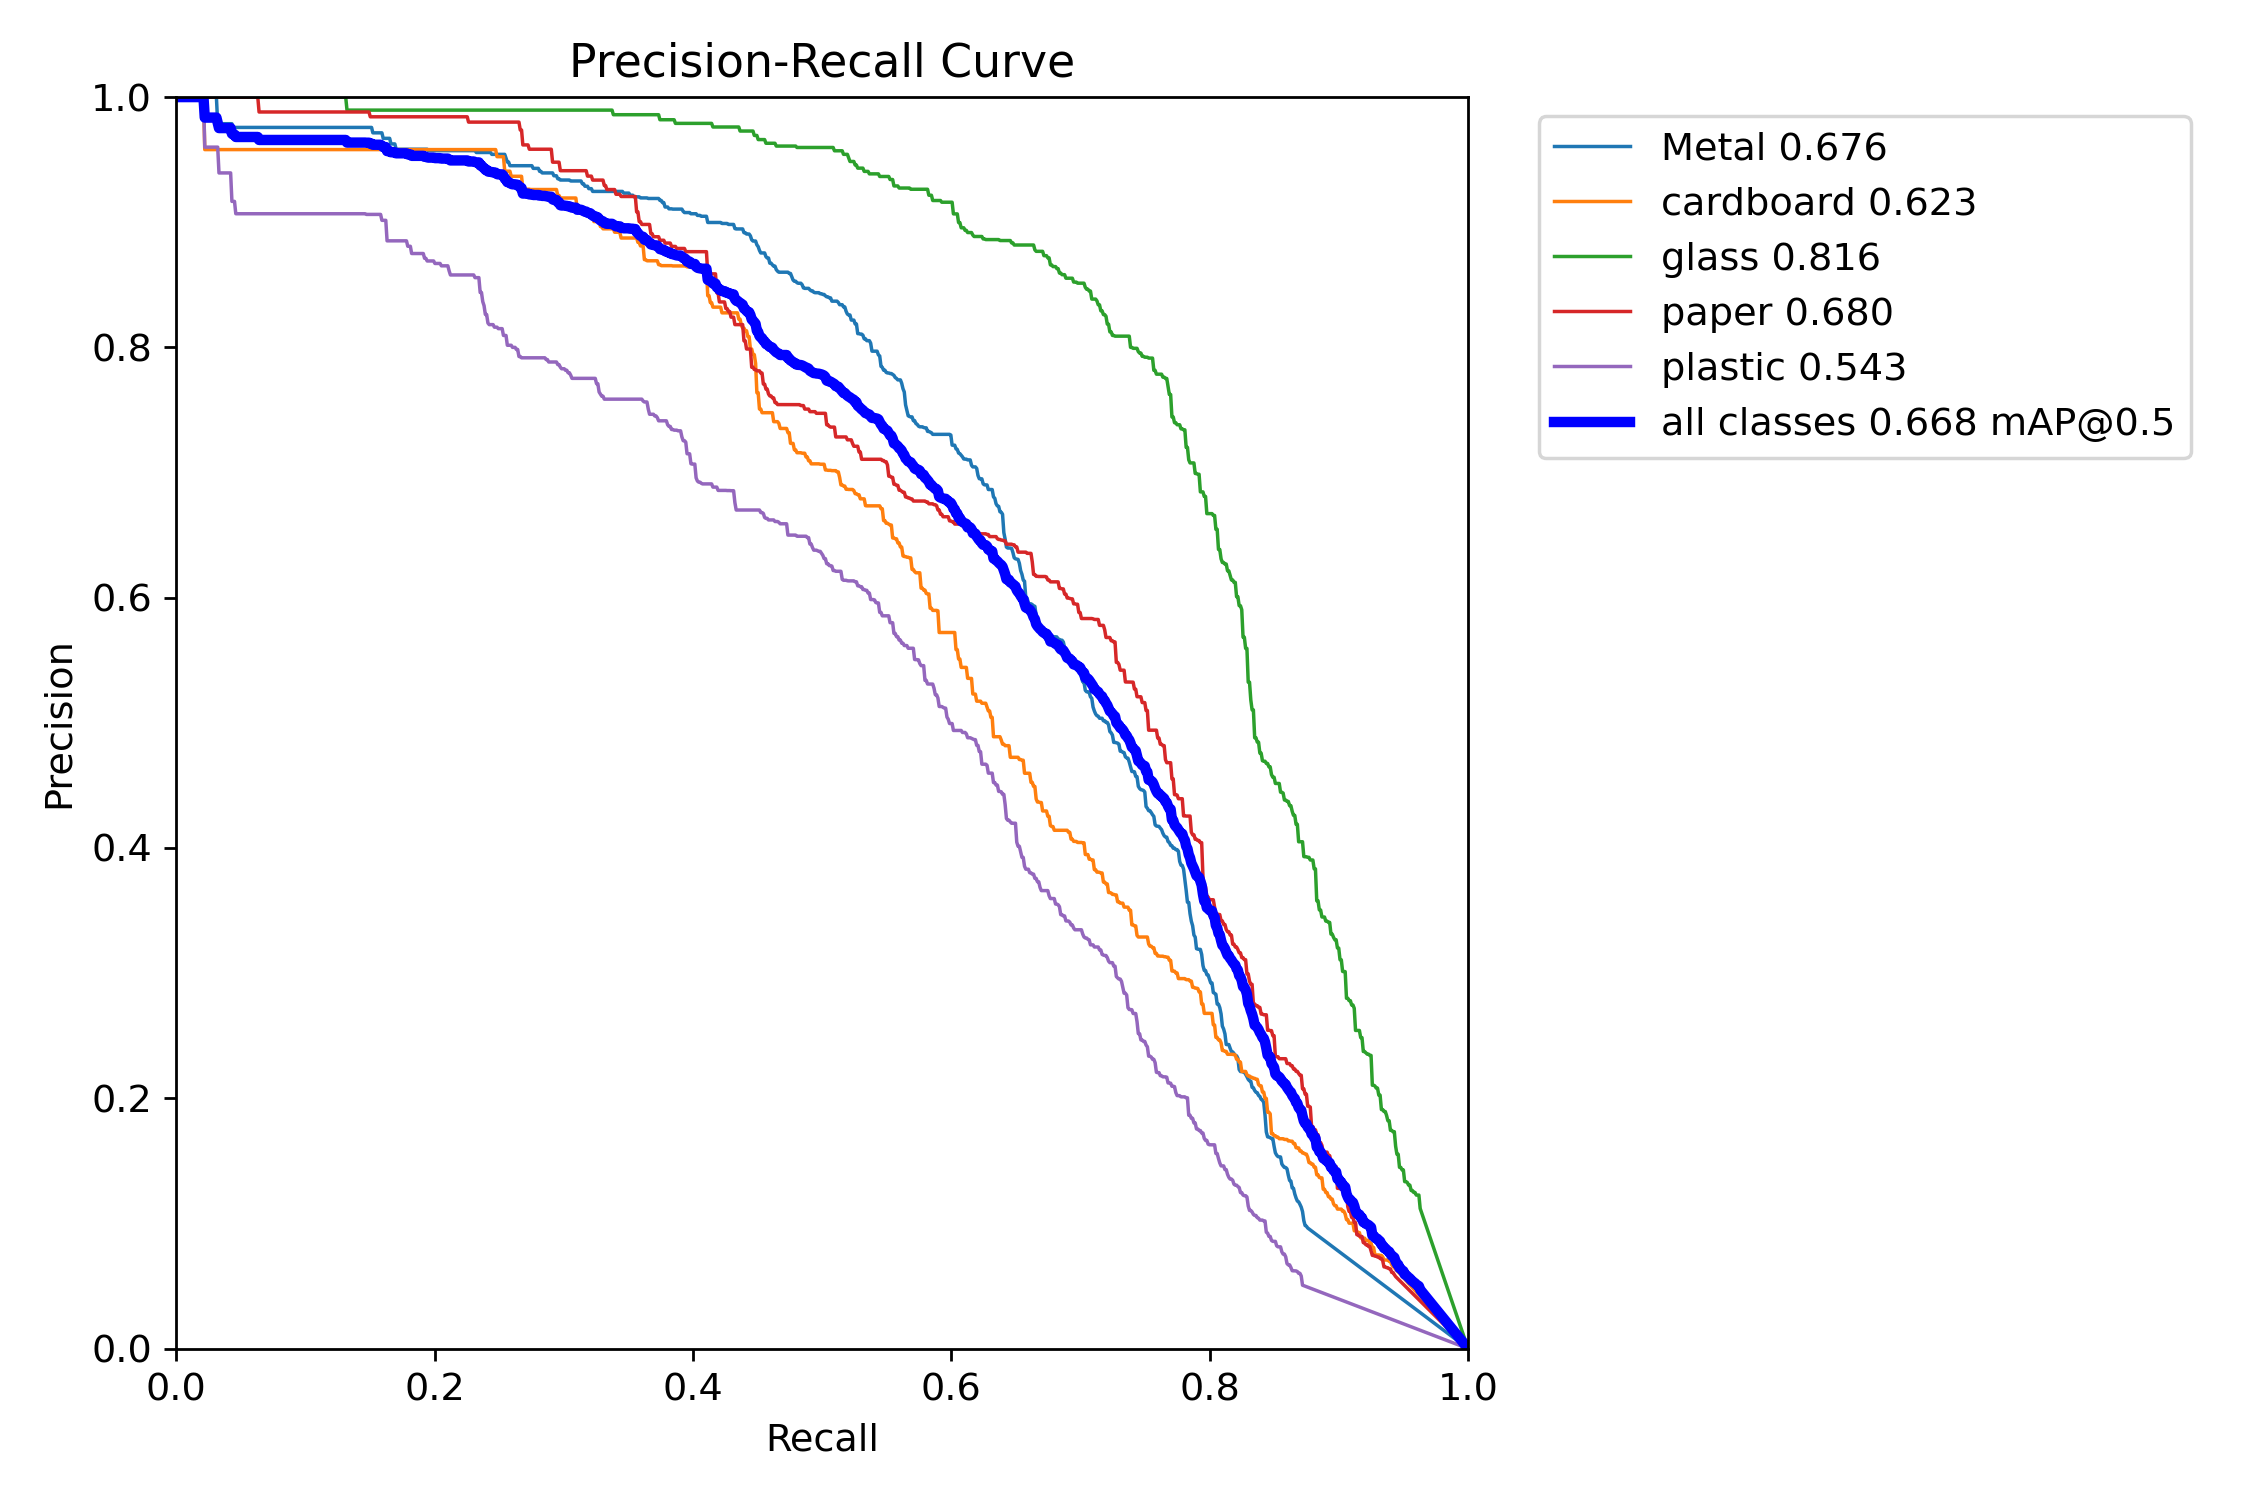 Precision-Recall Curve
1.0
0.8
0.6
0.4
0.2
0.0
Precision
0.0 0.2 0.4 0.6 0.8 1.0
Recall
Metal 0.676
cardboard 0.623
glass 0.816
paper 0.680
plastic 0.543
all classes 0.668 mAP@0.5